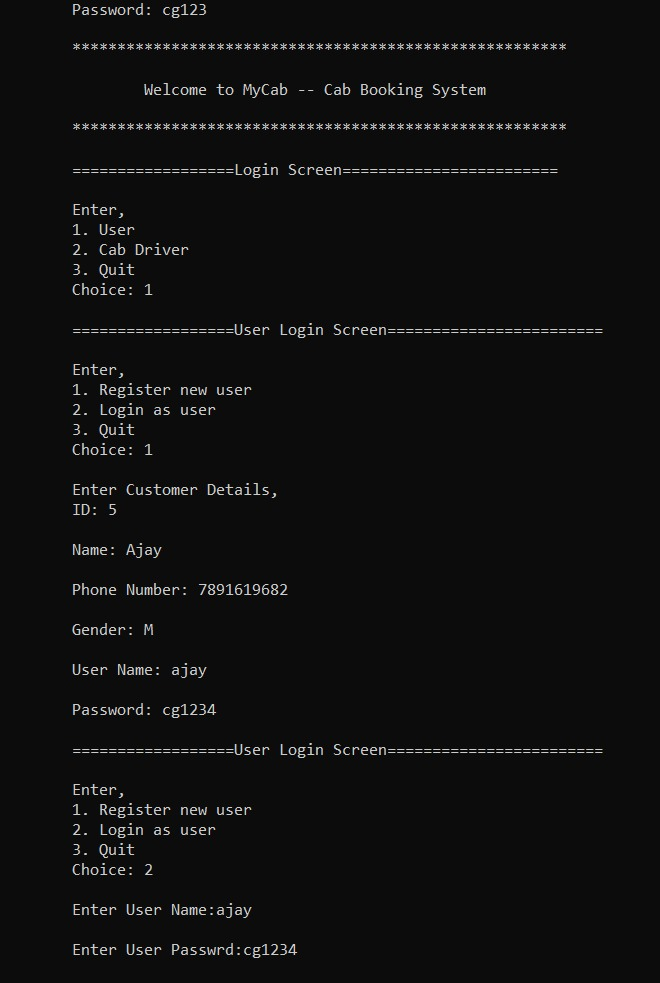 Password: cg123
*******************************************************
Welcome to MyCab -- Cab Booking System
*******************************************************
==================Login Screen========================
Enter,
1. User
2. Cab Driver
3. Quit
Choice: 1
==================User Login Screen========================
Enter,
1. Register new user
2. Login as user
3. Quit
Choice: 1
Enter Customer Details,
ID: 5
Name: Ajay
Phone Number: 7891619682
Gender: M
User Name: ajay
Password: cg1234
==================User Login Screen========================
Enter,
1. Register new user
2. Login as user
3. Quit
Choice: 2
Enter User Name:ajay
Enter User Passwrd:cg1234